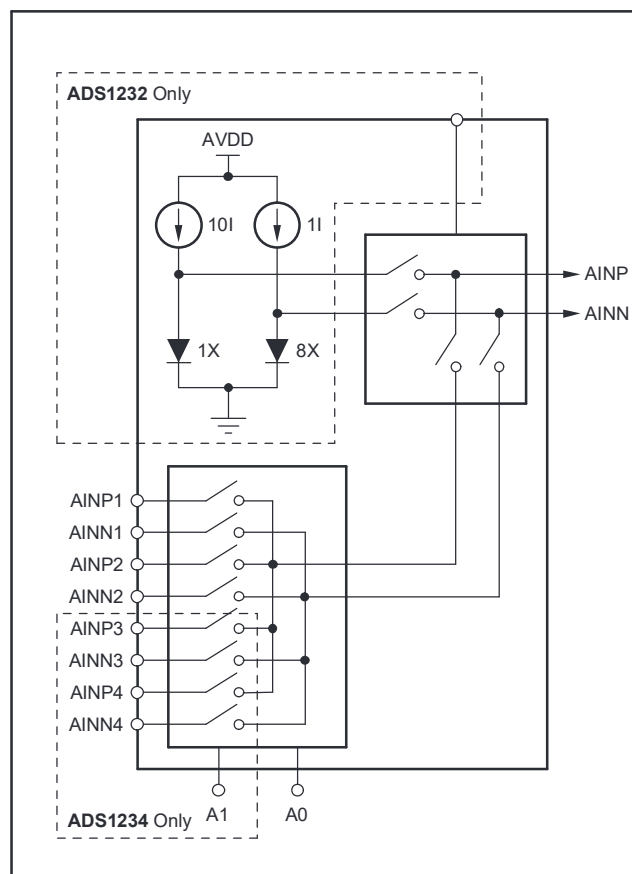 ADS1232 Only
AVDD
10I
1I
AINP
AINN
1X
8X
AINP1
AINN1
AINP2
AINN2
AINP3
AINN3
AINP4
AINN4
A1
A0
ADS1234 Only